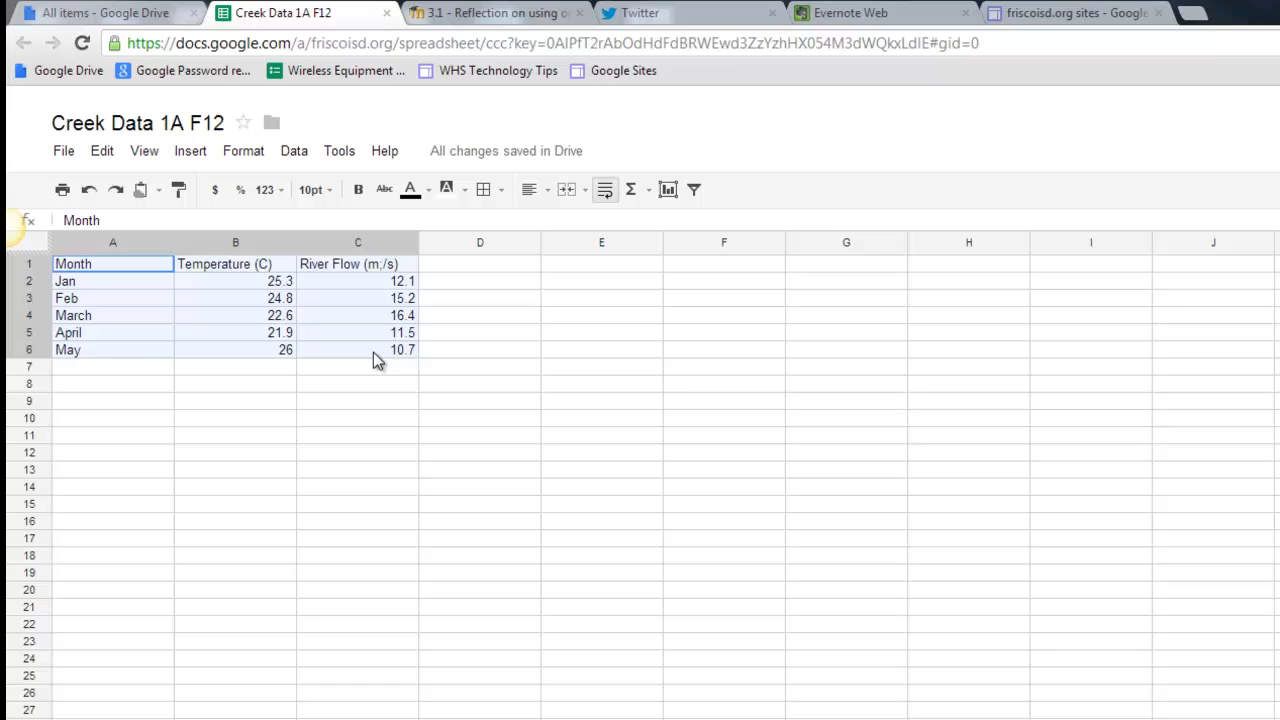 All items - Google Drive Creek Data 1A F12 3.1 - Reflection on using o Twitter Evernote Web friscoisd.org sites - Google
https://docs.google.com/a/friscoisd.org/spreadsheet/ccc?key=0AlPfT2rAbOdHdFdBRWEwd3ZzYzhHX054M3dWQkxLdlE#gid=0
Google Drive Google Password re... Wireless Equipment ... WHS Technology Tips Google Sites
Creek Data 1A F12
File Edit View Insert Format Data Tools Help All changes saved in Drive
$ % 123 10pt B Abc A A Σ
fx Month
A B C D E F G H I J
1 Month Temperature (C) River Flow (m;/s)
2 Jan 25.3 12.1
3 Feb 24.8 15.2
4 March 22.6 16.4
5 April 21.9 11.5
6 May 26 10.7
7
8
9
10
11
12
13
14
15
16
17
18
19
20
21
22
23
24
25
26
27